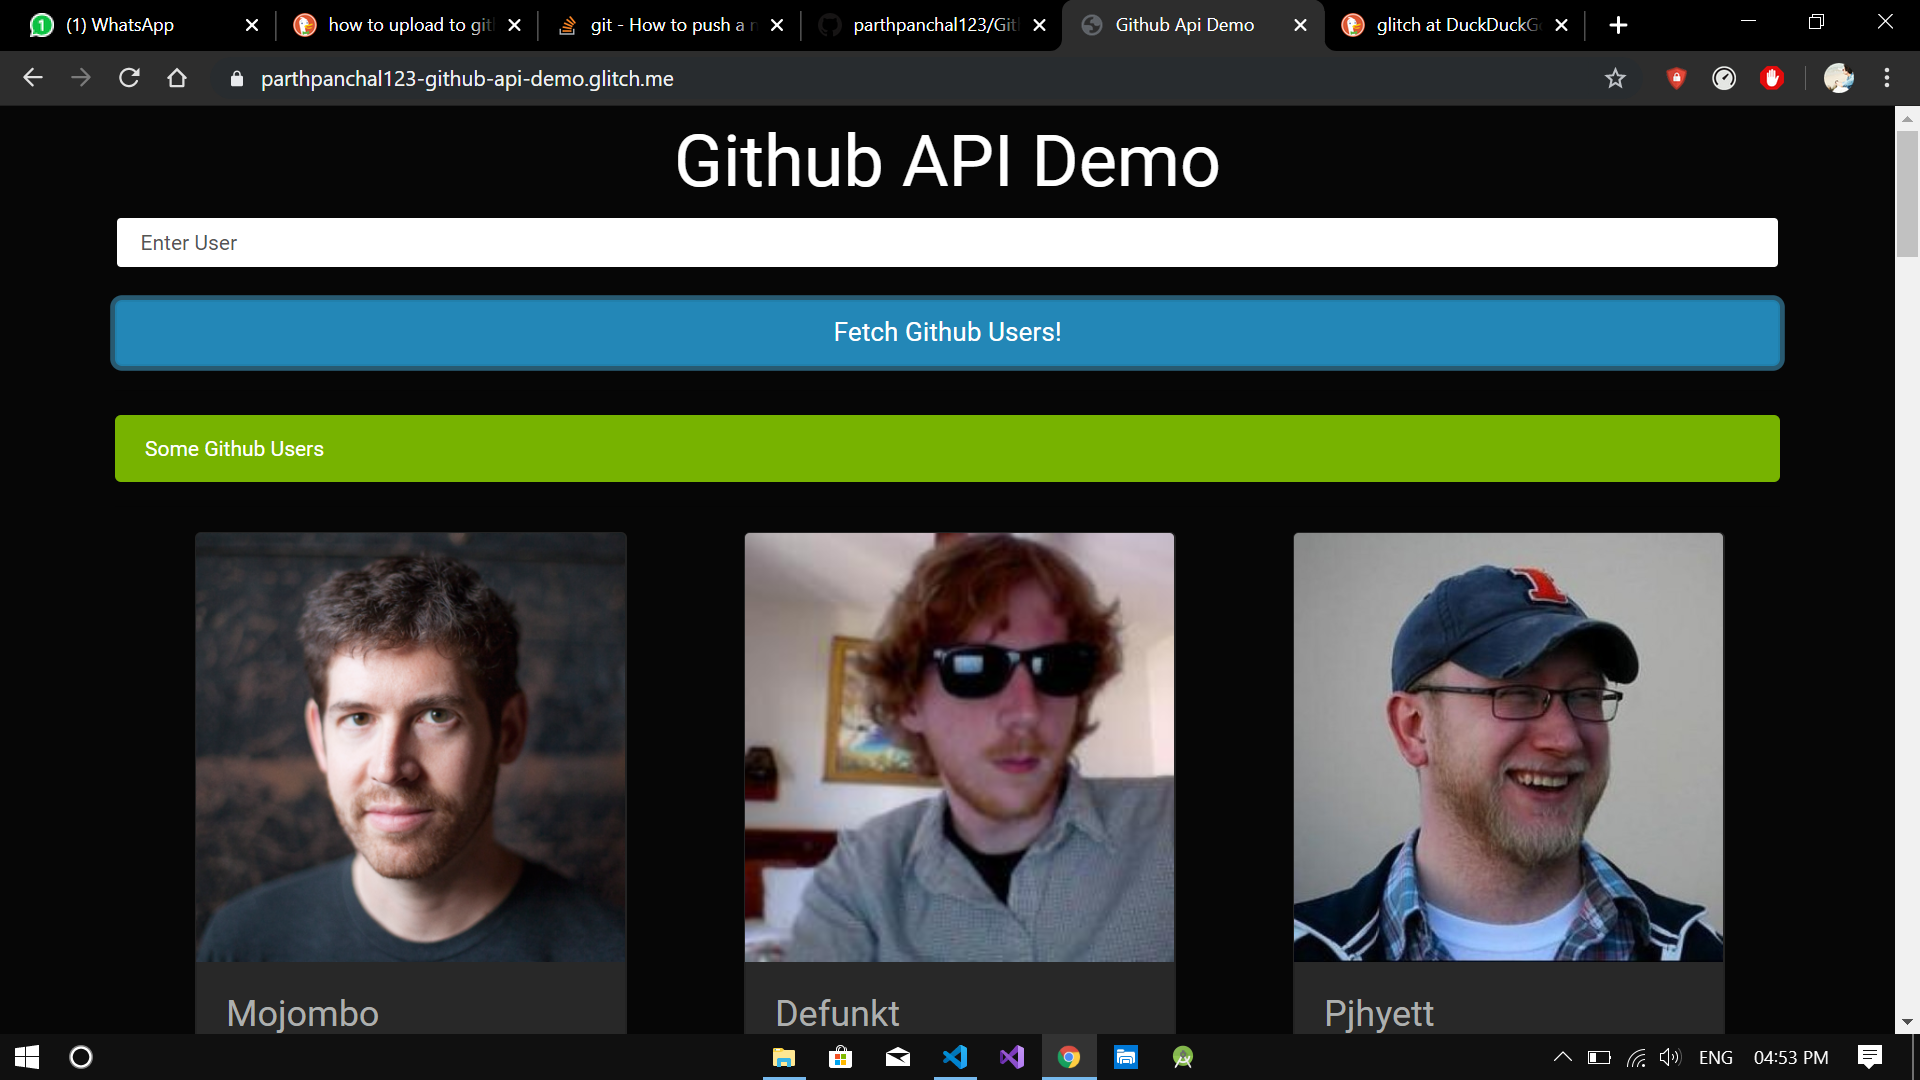 (1) WhatsApp
how to upload to git
git - How to push a n
parthpanchal123/Git
Github Api Demo
glitch at DuckDuckG
parthpanchal123-github-api-demo.glitch.me
Github API Demo
Enter User
Fetch Github Users!
Some Github Users
Mojombo
Defunkt
Pjhyett
ENG
04:53 PM